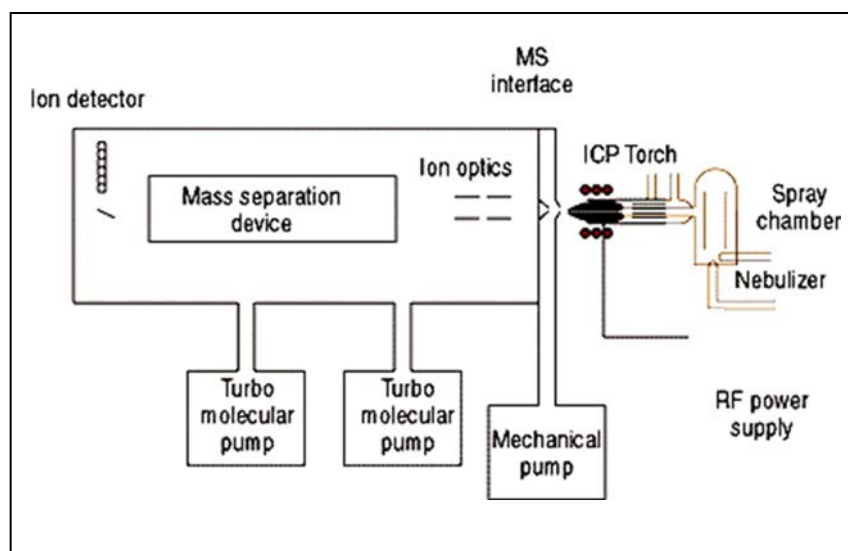 MS
interface
Ion detector
ICP Torch
Ion optics
Mass separation
device
Spray
chamber
Nebulizer
Turbo
molecular
pump
Turbo
molecular
pump
Mechanical
pump
RF power
supply